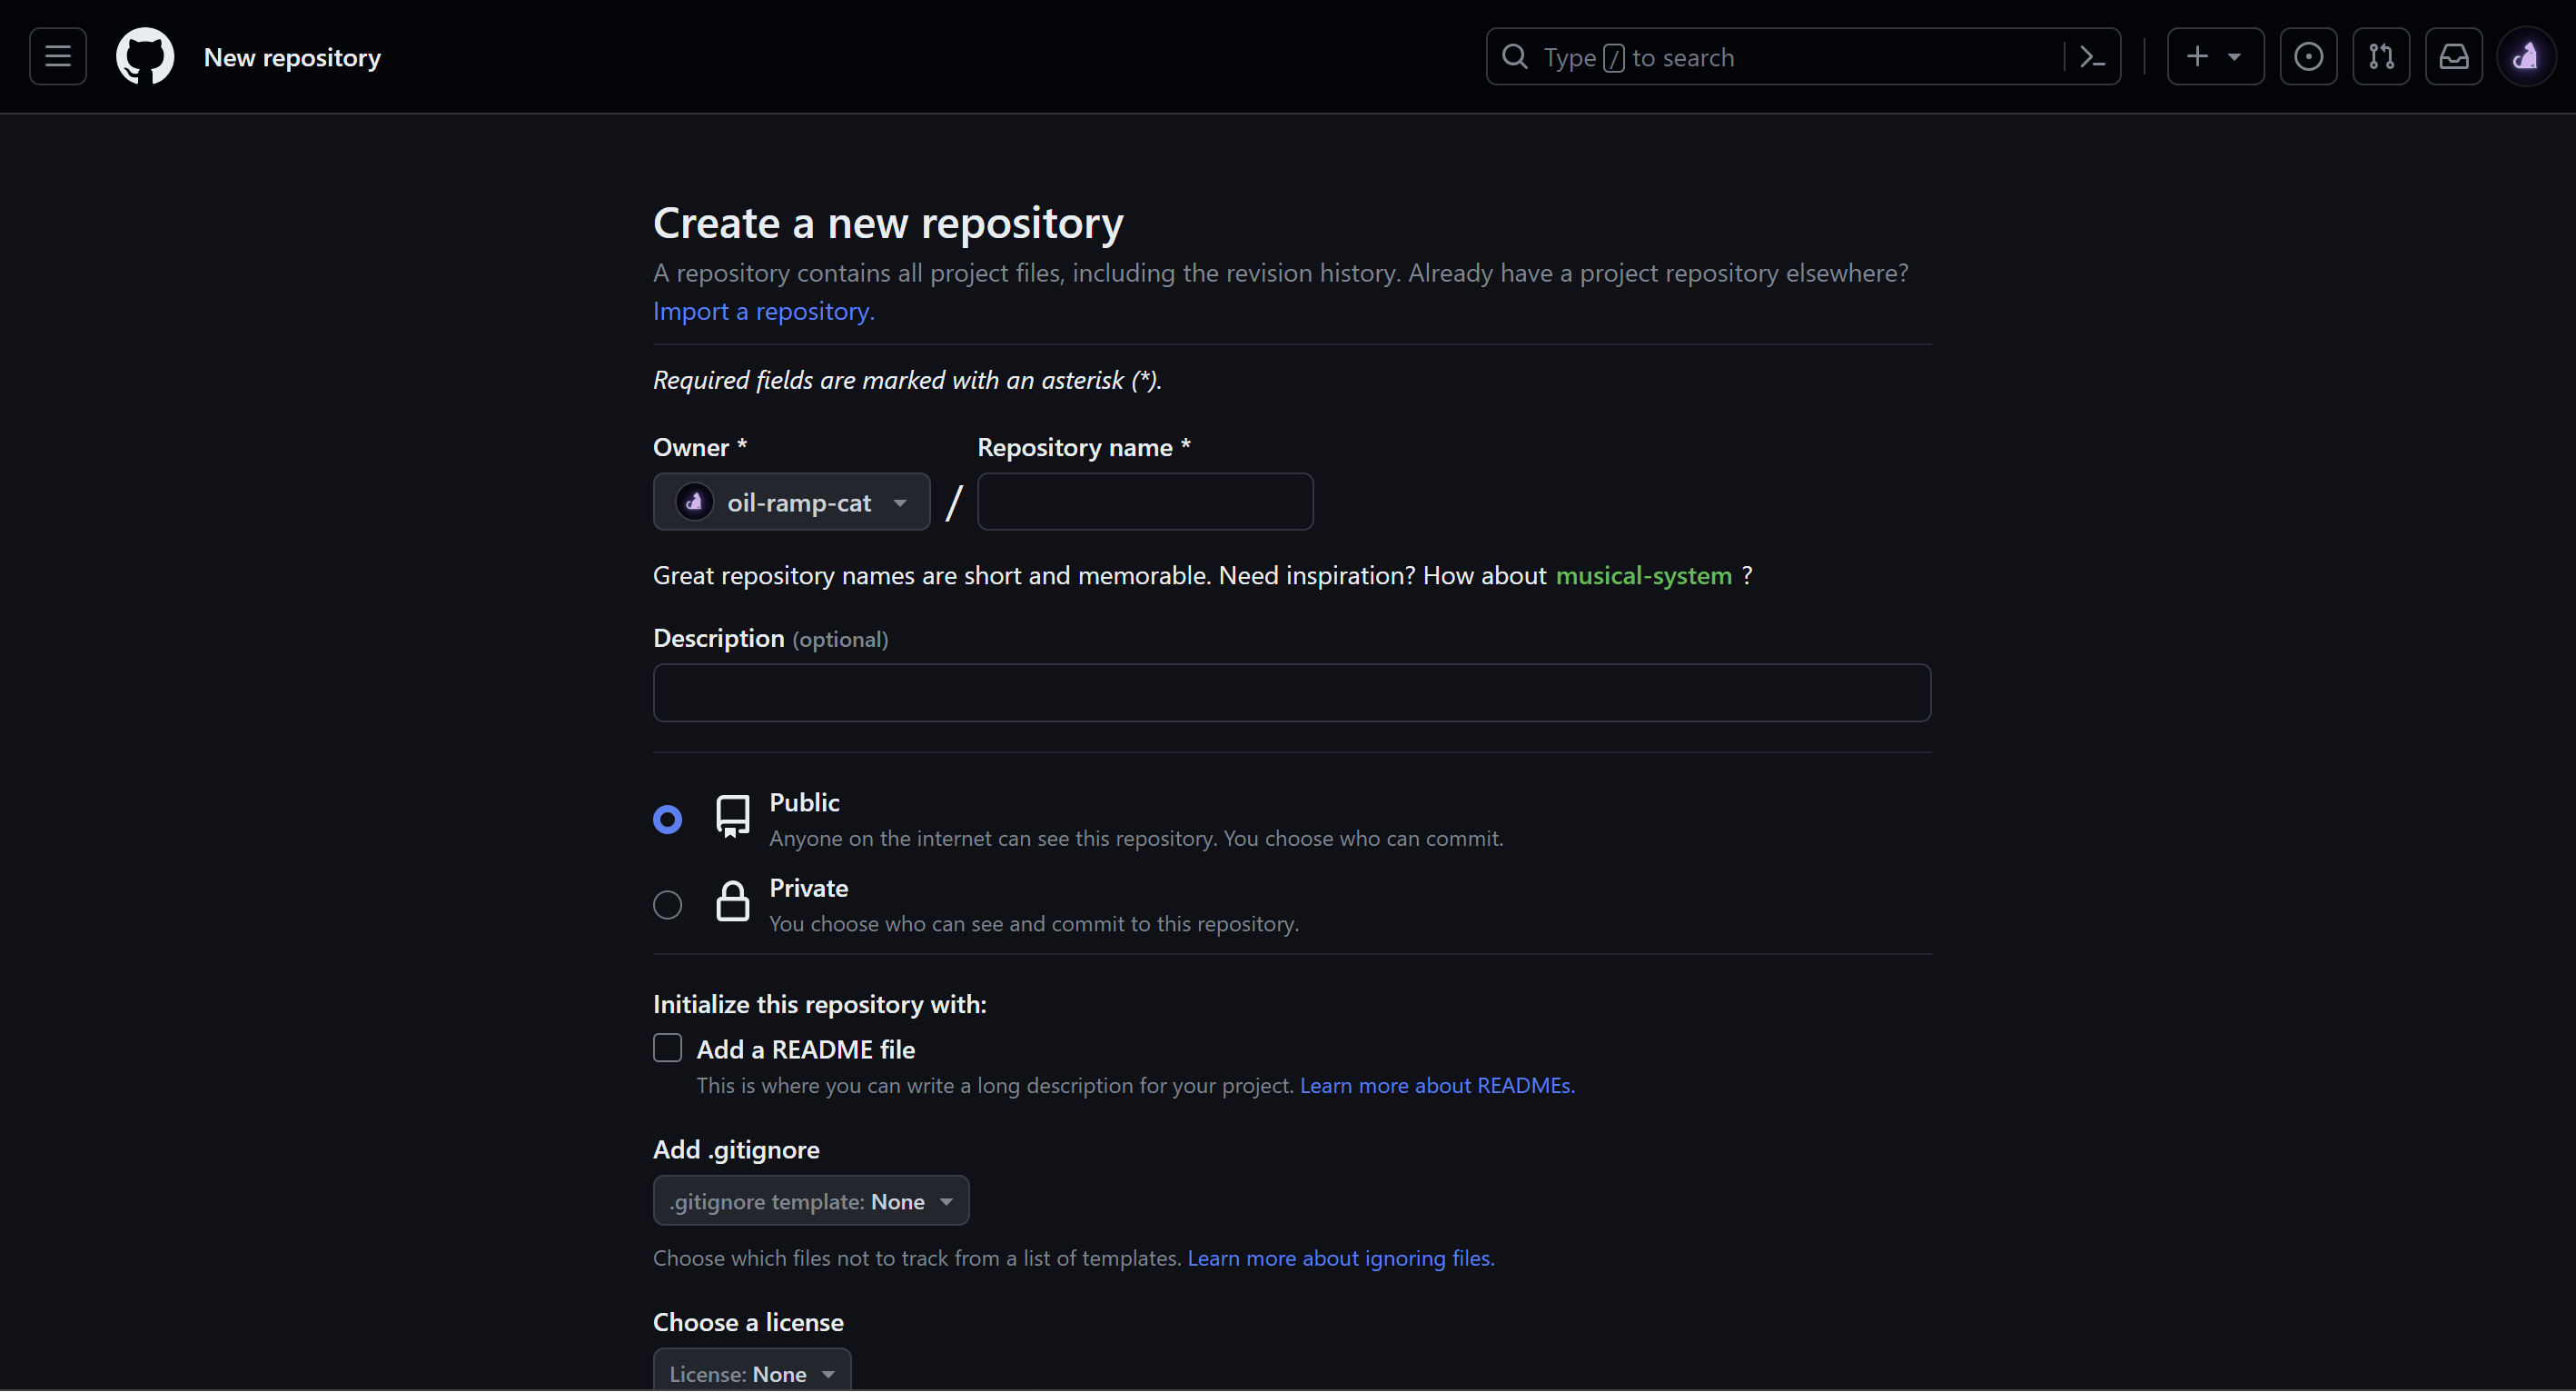 New repository
Type / to search
Create a new repository
A repository contains all project files, including the revision history. Already have a project repository elsewhere?
Import a repository.
Required fields are marked with an asterisk (*).
Owner * Repository name *
oil-ramp-cat /
Great repository names are short and memorable. Need inspiration? How about musical-system ?
Description (optional)
Public
Anyone on the internet can see this repository. You choose who can commit.
Private
You choose who can see and commit to this repository.
Initialize this repository with:
Add a README file
This is where you can write a long description for your project. Learn more about READMEs.
Add .gitignore
.gitignore template: None
Choose which files not to track from a list of templates. Learn more about ignoring files.
Choose a license
License: None